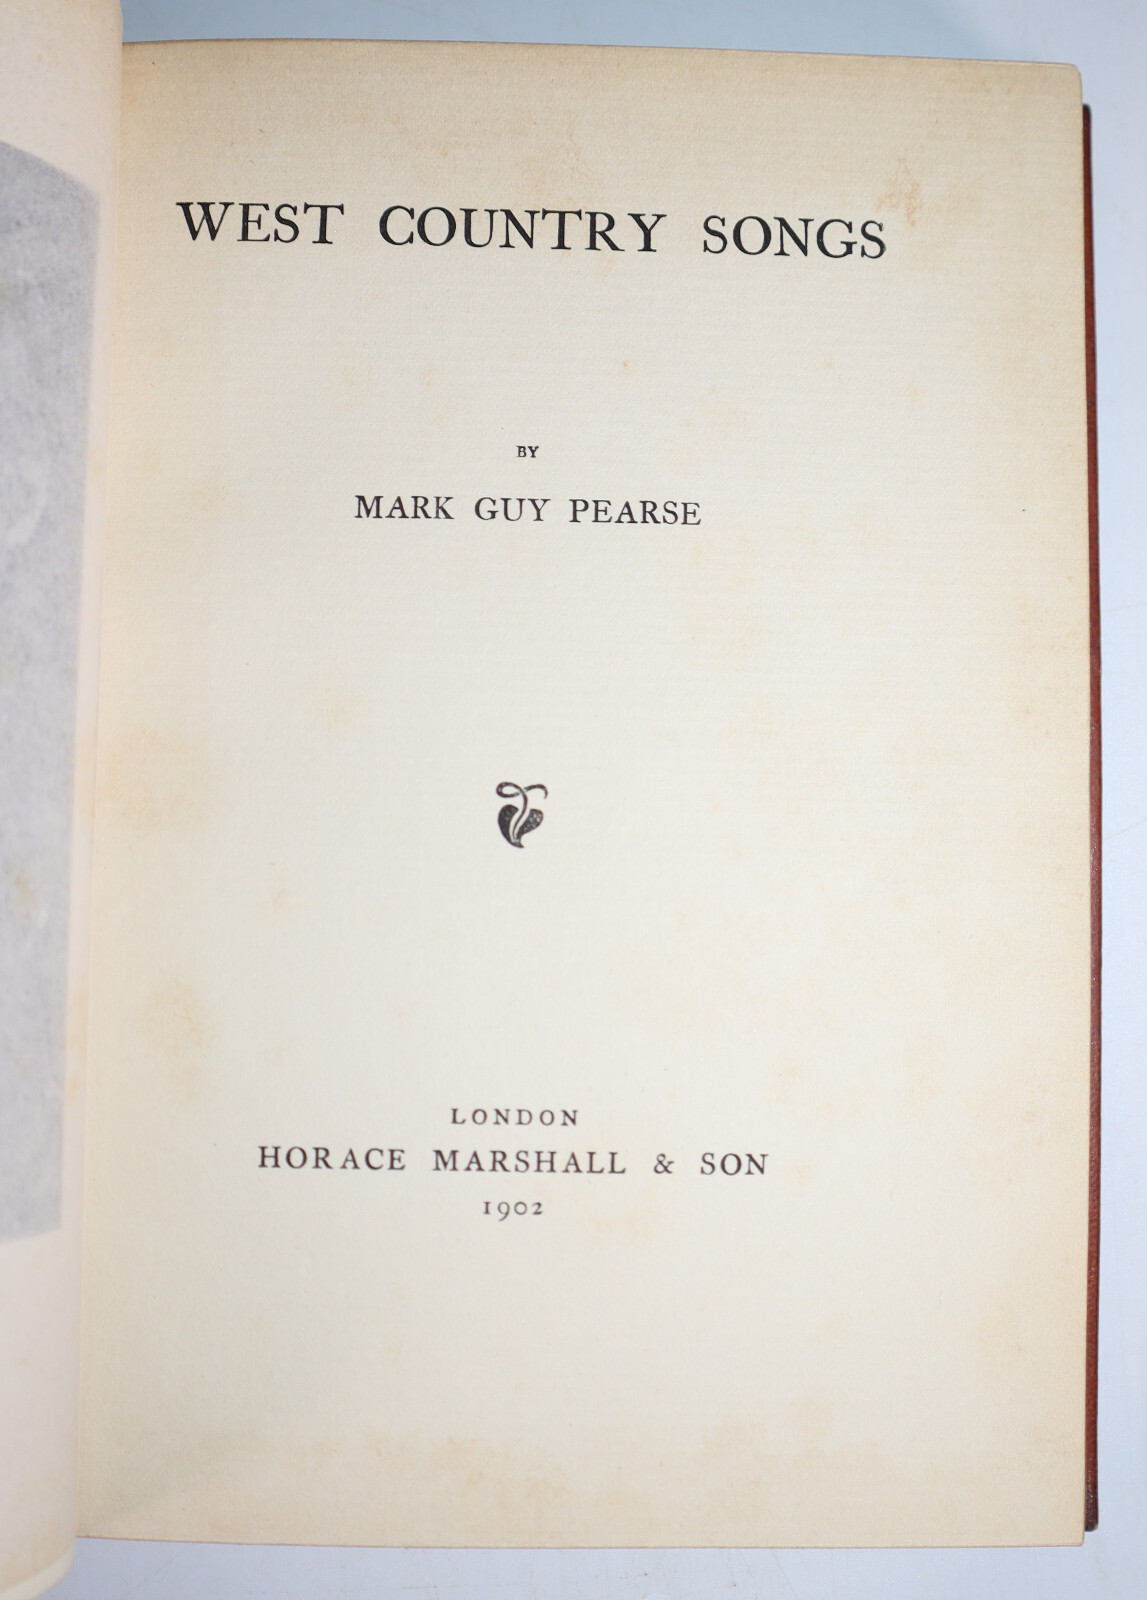 WEST COUNTRY SONGS
BY
MARK GUY PEARSE
LONDON
HORACE MARSHALL & SON
1902